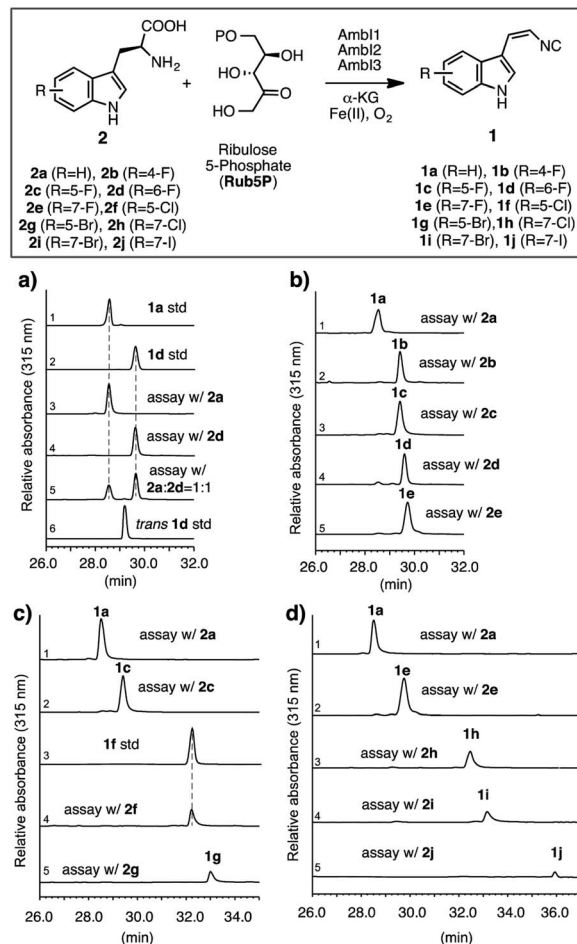 COOH
NH2
R
N
H
2
+
PO
OH
HO
O
HO
Ribulose
5-Phosphate
(Rub5P)
AmbI1
AmbI2
AmbI3
α-KG
Fe(II), O2
NC
R
N
H
1
2a (R=H), 2b (R=4-F)
2c (R=5-F), 2d (R=6-F)
2e (R=7-F), 2f (R=5-Cl)
2g (R=5-Br), 2h (R=7-Cl)
2i (R=7-Br), 2j (R=7-I)
1a (R=H), 1b (R=4-F)
1c (R=5-F), 1d (R=6-F)
1e (R=7-F), 1f (R=5-Cl)
1g (R=5-Br), 1h (R=7-Cl)
1i (R=7-Br), 1j (R=7-I)
a)
Relative absorbance (315 nm)
1 1a std
2 1d std
3 assay w/ 2a
4 assay w/ 2d
assay w/
5 2a:2d=1:1
6 trans 1d std
26.0 28.0 30.0 32.0
(min)
b)
Relative absorbance (315 nm)
1a
1 assay w/ 2a
1b
2 assay w/ 2b
1c
3 assay w/ 2c
1d
4 assay w/ 2d
1e
5 assay w/ 2e
26.0 28.0 30.0 32.0
(min)
c)
Relative absorbance (315 nm)
1a
1 assay w/ 2a
1c
2 assay w/ 2c
1f std
3
4 assay w/ 2f
5 assay w/ 2g 1g
26.0 28.0 30.0 32.0 34.0
(min)
d)
Relative absorbance (315 nm)
1a
1 assay w/ 2a
1e
2 assay w/ 2e
1h
3 assay w/ 2h
1i
4 assay w/ 2i
5 assay w/ 2j 1j
26.0 28.0 30.0 32.0 34.0 36.0
(min)